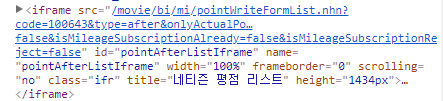 ▼<iframe src="/movie/bi/mi/pointWriteFormList.nhn?
code=100643&type=after&onlyActualPo…
false&isMileageSubscriptionAlready=false&isMileageSubscriptionRe
ject=false" id="pointAfterListIframe" name=
"pointAfterListIframe" width="100%" frameborder="0" scrolling=
"no" class="ifr" title="네티즌 평점 리스트" height="1434px">…
</iframe>